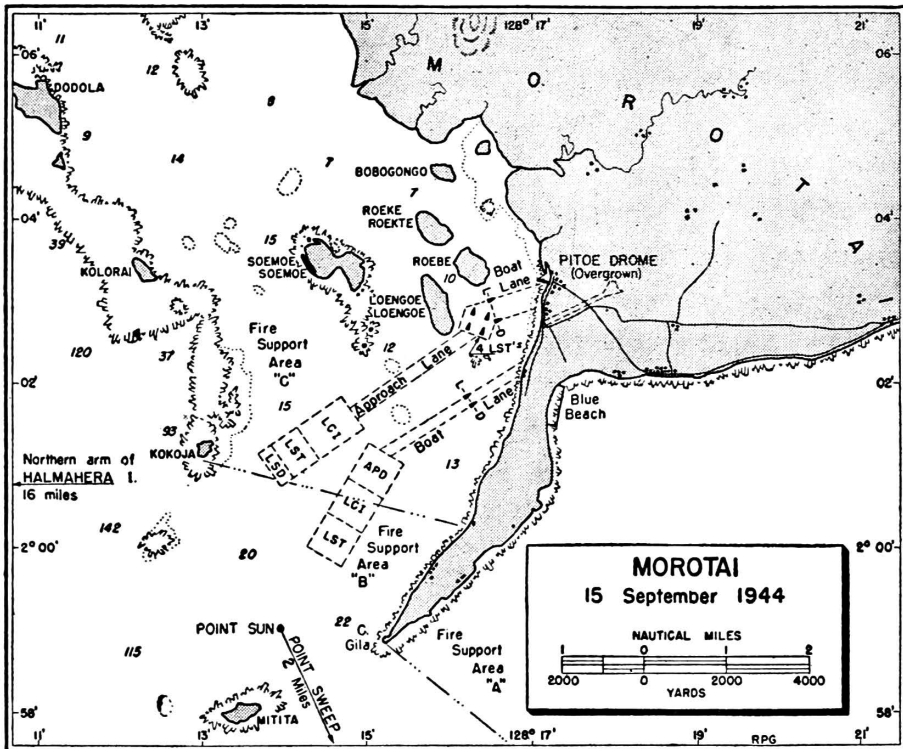 11'
13'
15'
128° 17'
19'
21'
06'
06'
11
17
12
DODOLA
8
M O R O T A I
9
14
7
BOBOGONGO
7
04'
04'
39
ROEKE
ROEKTE
15
SOEMOE
SOEMOE
ROEBE
10
PITOE DROME
(Overgrown)
KOLORAI
LOENGOE
LOENGOE
Boat Lane
4 LST's
120
37
Fire
Support
Area
"C"
12
Approach Lane
02'
02'
15
Boat Lane
Blue
Beach
93
KOKOJA
LSD
LST
LCI
APD
LCI
LST
13
Northern arm of
HALMAHERA I.
16 miles
142
20
Fire
Support
Area
"B"
2° 00'
00'
22
C.
Gila
Fire
Support
Area
"A"
POINT SUN
POINT SWEEP
2 Miles
115
MITITA
58'
58'
MOROTAI
15 September 1944
NAUTICAL MILES
1 0 1 2
2000 0 2000 4000
YARDS
11'
13'
15'
128° 17'
19'
21'
RPG